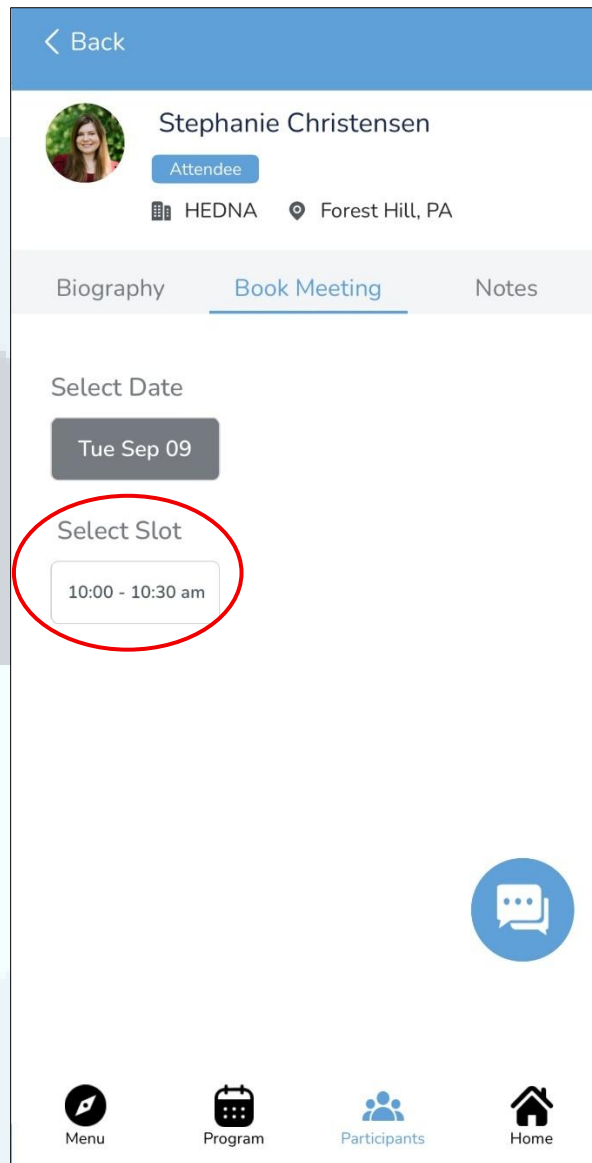 Back
Stephanie Christensen
Attendee
HEDNA Forest Hill, PA
Biography Book Meeting Notes
Select Date
Tue Sep 09
Select Slot
10:00 - 10:30 am
Menu Program Participants Home